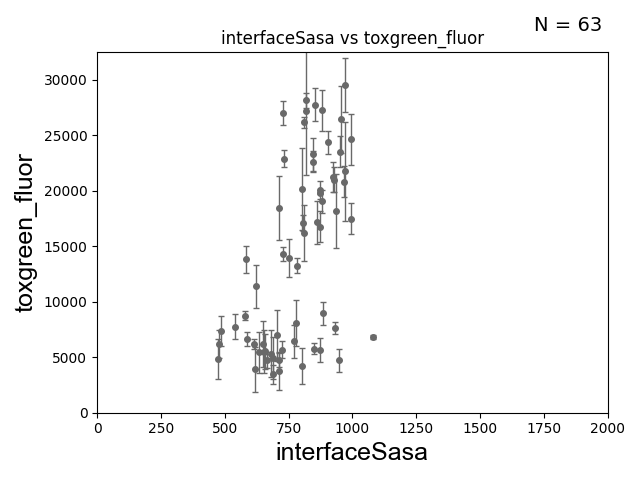 N = 63
interfaceSasa vs toxgreen_fluor
30000
25000
20000
15000
10000
5000
0
toxgreen_fluor
0 250 500 750 1000 1250 1500 1750 2000
interfaceSasa